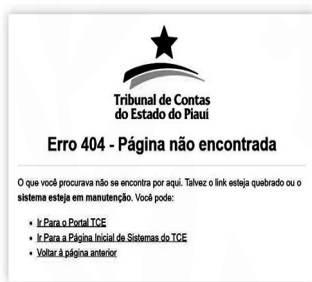 Tribunal de Contas
do Estado do Piauí
Erro 404 - Página não encontrada
O que você procurava não se encontra por aqui. Talvez o link esteja quebrado ou o
sistema esteja em manutenção. Você pode:
• Ir Para o Portal TCE
• Ir Para a Página Inicial de Sistemas do TCE
• Voltar à página anterior